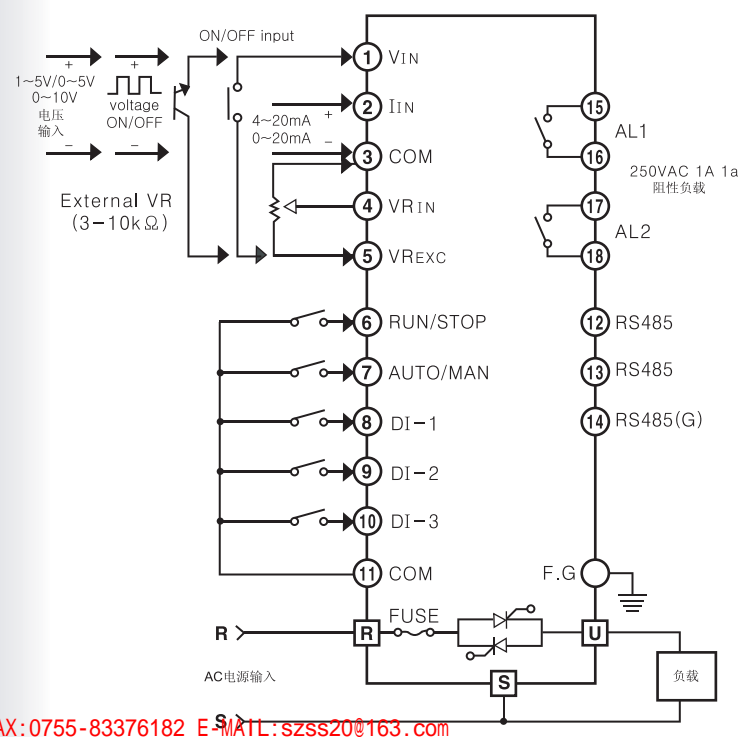 ON/OFF input
+
+
1~5V/0~5V
0~10V
电压
输入
voltage
ON/OFF
−
−
4~20mA
0~20mA
+
−
External VR
(3−10kΩ)
1 VIN
2 IIN
3 COM
4 VRIN
5 VREXC
6 RUN/STOP
7 AUTO/MAN
8 DI−1
9 DI−2
10 DI−3
11 COM
15
AL1
16
250VAC 1A 1a
阻性负载
17
AL2
18
12 RS485
13 RS485
14 RS485(G)
F.G
R
R
FUSE
U
S
AC电源输入
负载
S
AX:0755-83376182 E-MAIL:szss20@163.com